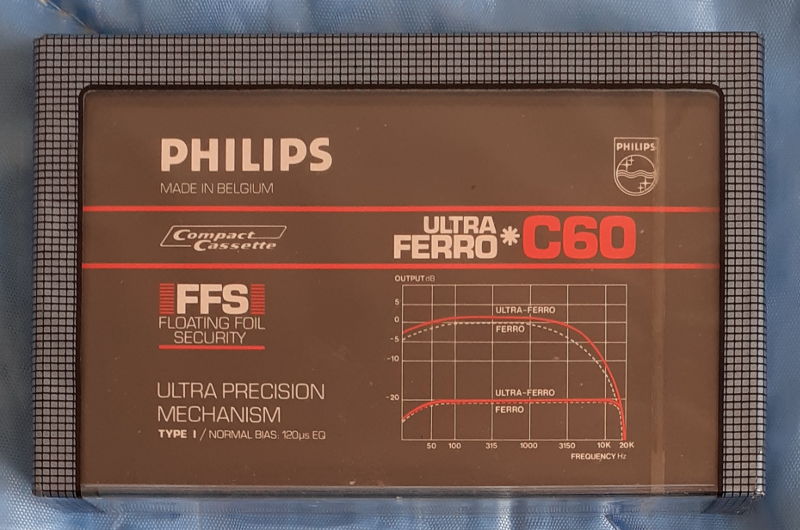 PHILIPS
PHILIPS
MADE IN BELGIUM
Compact
Cassette
ULTRA
FERRO*C60
FFS
FLOATING FOIL
SECURITY
ULTRA PRECISION
MECHANISM
TYPE I / NORMAL BIAS: 120µs EQ
OUTPUT dB
5
0
-5
-10
-20
ULTRA-FERRO
FERRO
ULTRA-FERRO
FERRO
50 100 315 1000 3150 10K 20K
FREQUENCY Hz